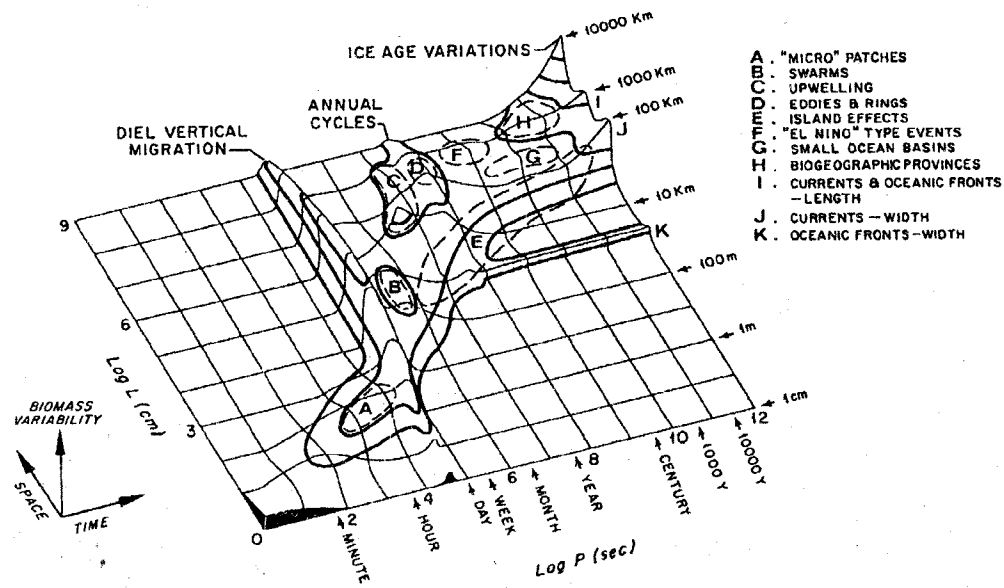 ICE AGE VARIATIONS
10000 Km
1000 Km
100 Km
10 Km
100 m
1 m
1 cm
ANNUAL
CYCLES
DIEL VERTICAL
MIGRATION
A
B
C
D
E
F
G
H
I
J
K
A. "MICRO" PATCHES
B. SWARMS
C. UPWELLING
D. EDDIES & RINGS
E. ISLAND EFFECTS
F. "EL NINO" TYPE EVENTS
G. SMALL OCEAN BASINS
H. BIOGEOGRAPHIC PROVINCES
I. CURRENTS & OCEANIC FRONTS
–LENGTH
J. CURRENTS – WIDTH
K. OCEANIC FRONTS–WIDTH
9
6
3
Log L (cm)
BIOMASS
VARIABILITY
SPACE
TIME
0
2
4
6
8
10
12
MINUTE
HOUR
DAY
WEEK
MONTH
YEAR
CENTURY
1000 Y
10000 Y
Log P (sec)